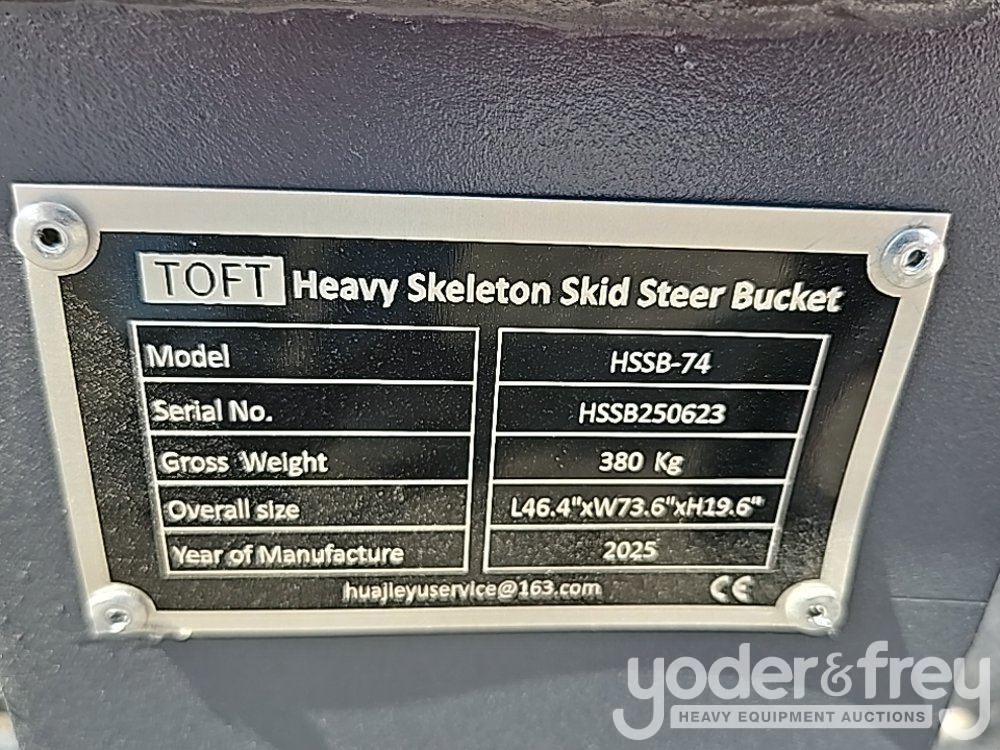 TOFT Heavy Skeleton Skid Steer Bucket
Model HSSB-74
Serial No. HSSB250623
Gross Weight 380 Kg
Overall size L46.4"xW73.6"xH19.6"
Year of Manufacture 2025
huajieyuservice@163.com CE
yoder&frey
HEAVY EQUIPMENT AUCTIONS